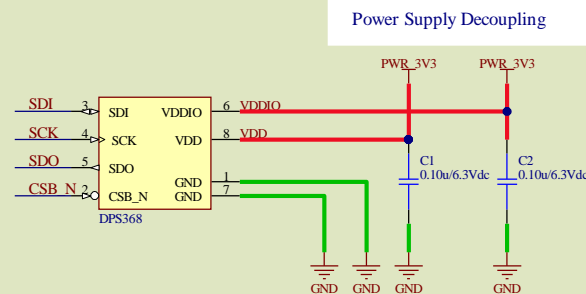 Power Supply Decoupling
PWR_3V3 PWR_3V3
SDI 3 SDI VDDIO 6 VDDIO
SCK 4 SCK VDD 8 VDD
SDO 5 SDO
GND 1
CSB_N 2 CSB_N GND 7
DPS368
C1 C2
0.10u/6.3Vdc 0.10u/6.3Vdc
GND GND GND GND